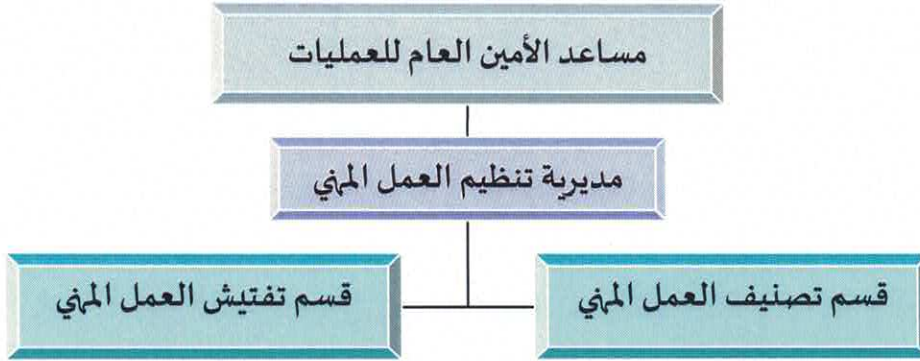 مساعد الأمين العام للعمليات
مديرية تنظيم العمل المهني
قسم تصنيف العمل المهني
قسم تفتيش العمل المهني